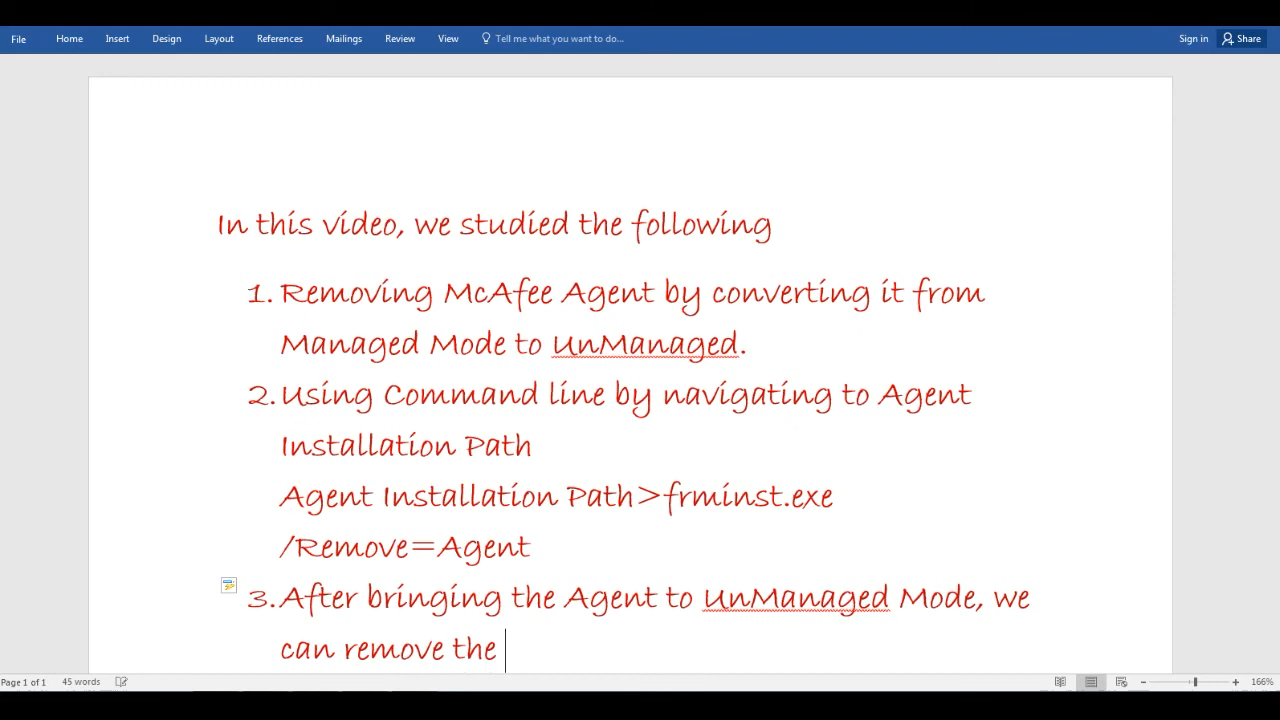 File Home Insert Design Layout References Mailings Review View Tell me what you want to do... Sign in Share
In this video, we studied the following
1. Removing McAfee Agent by converting it from
Managed Mode to UnManaged.
2. Using Command line by navigating to Agent
Installation Path
Agent Installation Path>frminst.exe
/Remove=Agent
3. After bringing the Agent to UnManaged Mode, we
can remove the
Page 1 of 1 45 words 166%